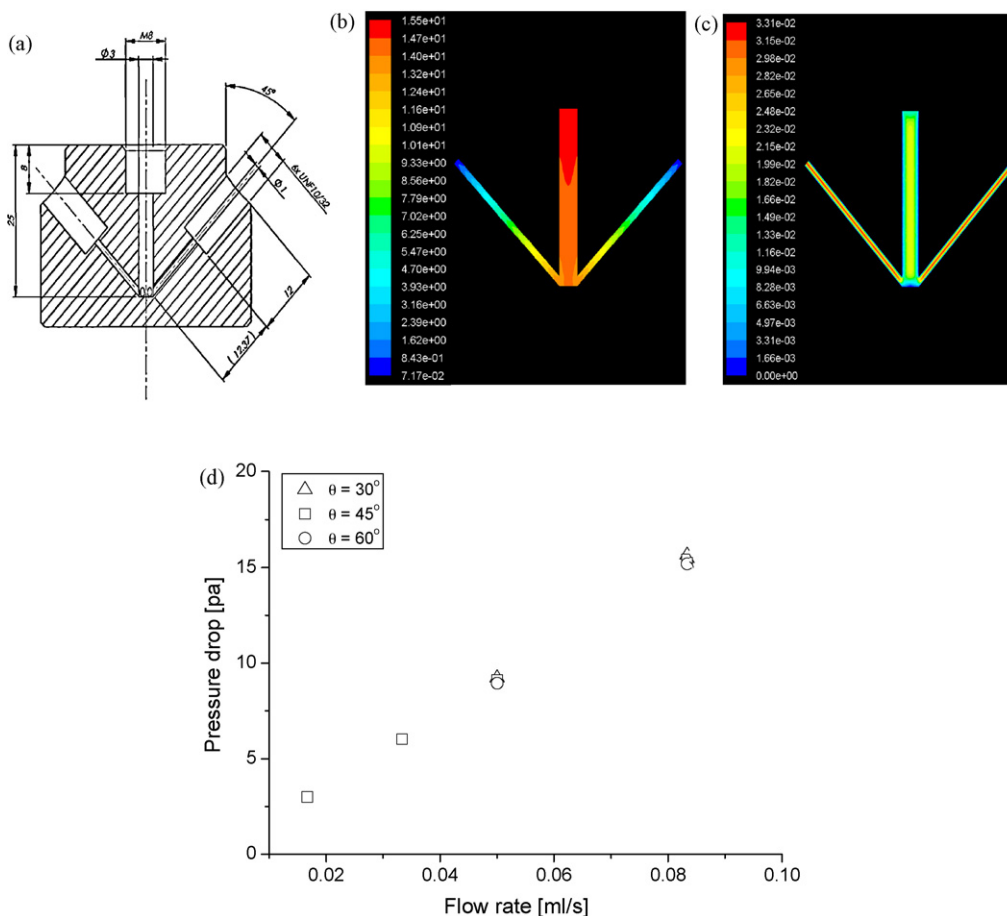 (a)
M8
Φ3
45°
6x UNF10/32
Φ1
8
25
12
(12.37)
(b)
1.55e+01
1.47e+01
1.40e+01
1.32e+01
1.24e+01
1.16e+01
1.09e+01
1.01e+01
9.33e+00
8.56e+00
7.79e+00
7.02e+00
6.25e+00
5.47e+00
4.70e+00
3.93e+00
3.16e+00
2.39e+00
1.62e+00
8.43e-01
7.17e-02
(c)
3.31e-02
3.15e-02
2.98e-02
2.82e-02
2.65e-02
2.48e-02
2.32e-02
2.15e-02
1.99e-02
1.82e-02
1.66e-02
1.49e-02
1.33e-02
1.16e-02
9.94e-03
8.28e-03
6.63e-03
4.97e-03
3.31e-03
1.66e-03
0.00e+00
(d)
θ = 30°
θ = 45°
θ = 60°
20
15
10
5
0
Pressure drop [pa]
0.02
0.04
0.06
0.08
0.10
Flow rate [ml/s]